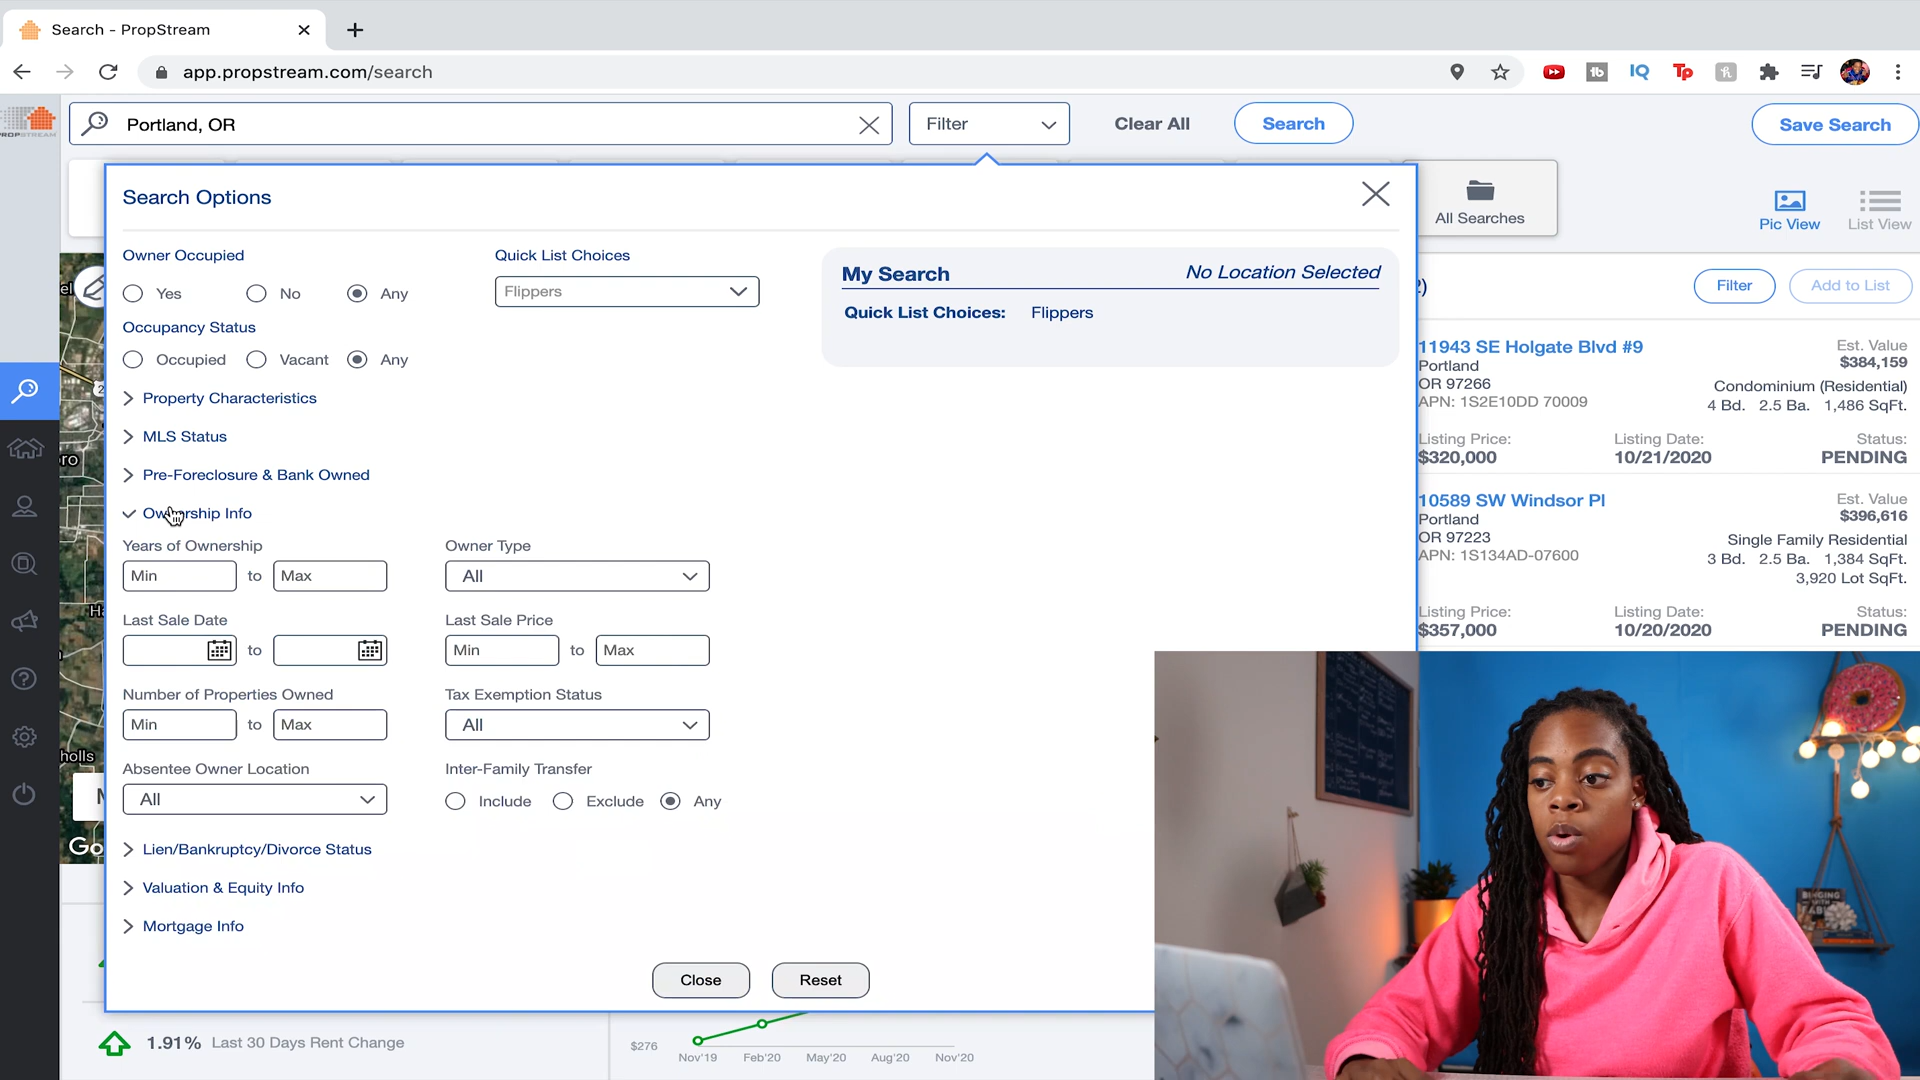 Search - PropStream
app.propstream.com/search
tb
IQ
Tp
PROPSTREAM
Portland, OR
Filter
Clear All
Search
Save Search
Search Options
All Searches
Pic View
List View
Owner Occupied
Yes
No
Any
Quick List Choices
Flippers
My Search
No Location Selected
Quick List Choices: Flippers
Occupancy Status
Occupied
Vacant
Any
Property Characteristics
MLS Status
Pre-Foreclosure & Bank Owned
Ownership Info
Years of Ownership
Min to Max
Owner Type
All
Last Sale Date
to
Last Sale Price
Min to Max
Number of Properties Owned
Min to Max
Tax Exemption Status
All
Absentee Owner Location
All
Inter-Family Transfer
Include
Exclude
Any
Lien/Bankruptcy/Divorce Status
Valuation & Equity Info
Mortgage Info
Close
Reset
Filter
Add to List
11943 SE Holgate Blvd #9
Portland
OR 97266
APN: 1S2E10DD 70009
Est. Value
$384,159
Condominium (Residential)
4 Bd. 2.5 Ba. 1,486 SqFt.
Listing Price:
$320,000
Listing Date:
10/21/2020
Status:
PENDING
10589 SW Windsor Pl
Portland
OR 97223
APN: 1S134AD-07600
Est. Value
$396,616
Single Family Residential
3 Bd. 2.5 Ba. 1,384 SqFt.
3,920 Lot SqFt.
Listing Price:
$357,000
Listing Date:
10/20/2020
Status:
PENDING
1.91% Last 30 Days Rent Change
$276
Nov'19
Feb'20
May'20
Aug'20
Nov'20